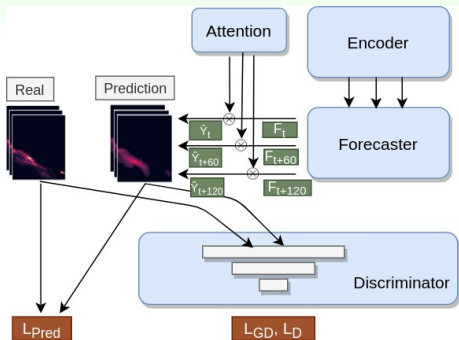 Attention
Encoder
Real
Prediction
Ŷt
Ft
Forecaster
Ŷt+60
Ft+60
Ŷt+120
Ft+120
Discriminator
LPred
LGD, LD